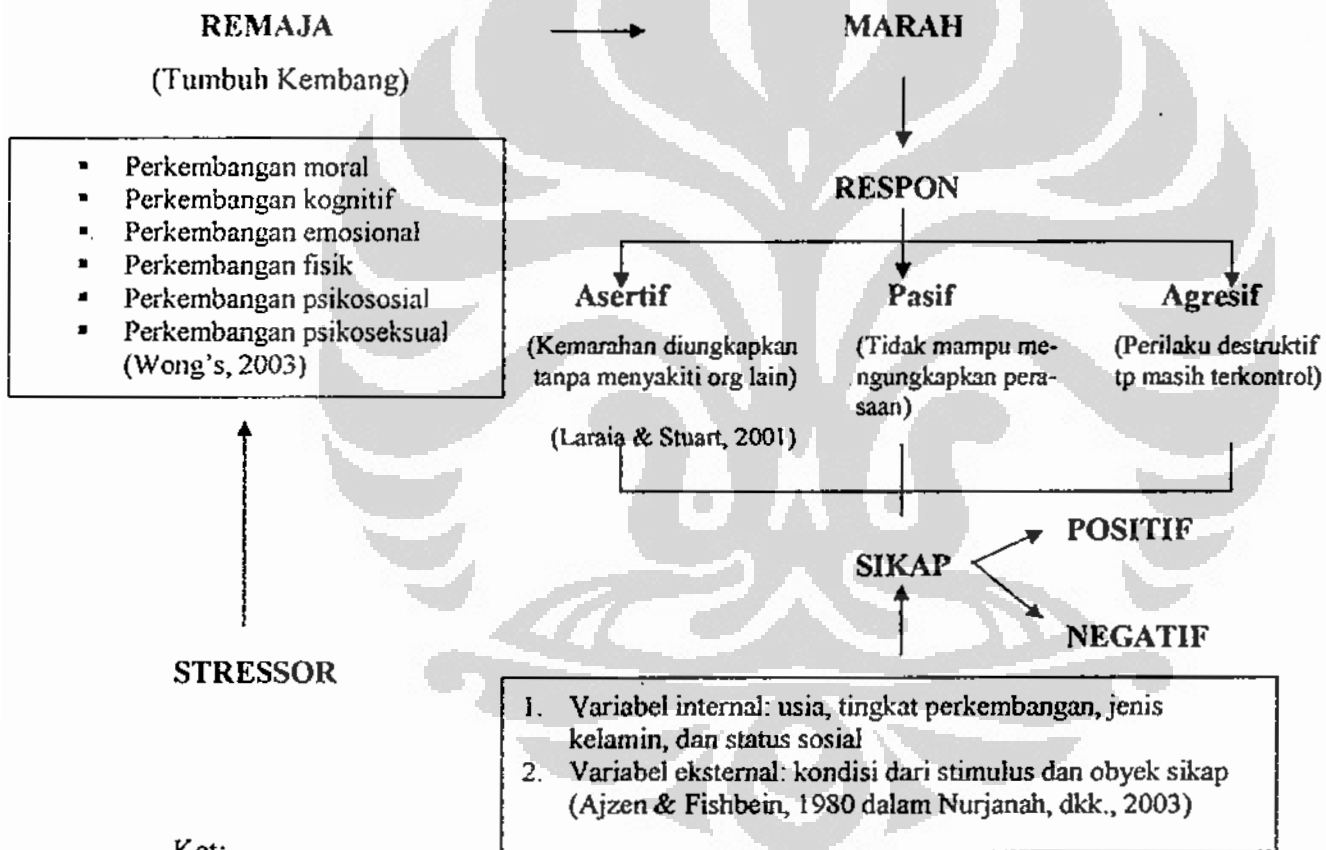 REMAJA
(Tumbuh Kembang)
▪ Perkembangan moral
▪ Perkembangan kognitif
▪ Perkembangan emosional
▪ Perkembangan fisik
▪ Perkembangan psikososial
▪ Perkembangan psikoseksual
(Wong's, 2003)
STRESSOR
MARAH
RESPON
Asertif
(Kemarahan diungkapkan
tanpa menyakiti org lain)
(Laraia & Stuart, 2001)
Pasif
(Tidak mampu me-
ngungkapkan pera-
saan)
Agresif
(Perilaku destruktif
tp masih terkontrol)
SIKAP
POSITIF
NEGATIF
1. Variabel internal: usia, tingkat perkembangan, jenis
kelamin, dan status sosial
2. Variabel eksternal: kondisi dari stimulus dan obyek sikap
(Ajzen & Fishbein, 1980 dalam Nurjanah, dkk., 2003)
Ket: